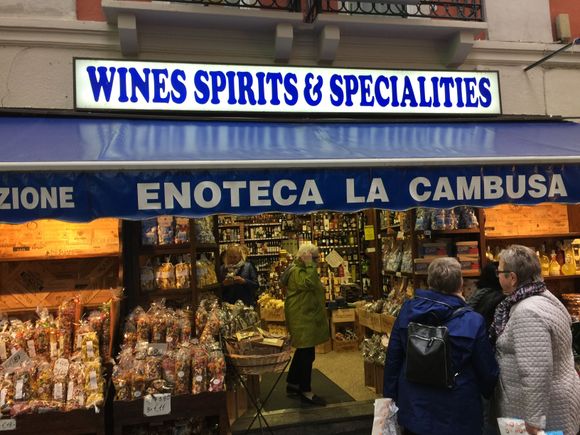 WINES SPIRITS & SPECIALITIES
ZIONE ENOTECA LA CAMBUSA